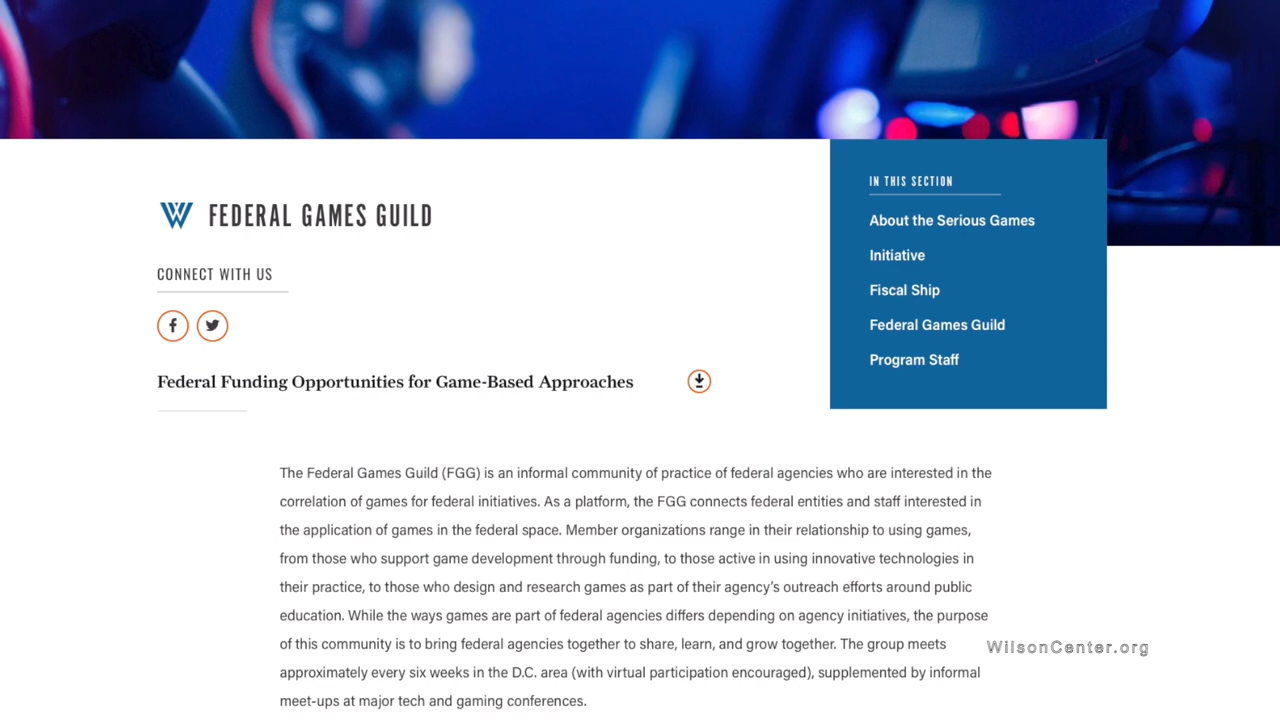 IN THIS SECTION
About the Serious Games
Initiative
Fiscal Ship
Federal Games Guild
Program Staff
FEDERAL GAMES GUILD
CONNECT WITH US
Federal Funding Opportunities for Game-Based Approaches
The Federal Games Guild (FGG) is an informal community of practice of federal agencies who are interested in the
correlation of games for federal initiatives. As a platform, the FGG connects federal entities and staff interested in
the application of games in the federal space. Member organizations range in their relationship to using games,
from those who support game development through funding, to those active in using innovative technologies in
their practice, to those who design and research games as part of their agency's outreach efforts around public
education. While the ways games are part of federal agencies differs depending on agency initiatives, the purpose
of this community is to bring federal agencies together to share, learn, and grow together. The group meets
approximately every six weeks in the D.C. area (with virtual participation encouraged), supplemented by informal
meet-ups at major tech and gaming conferences.
WilsonCenter.org